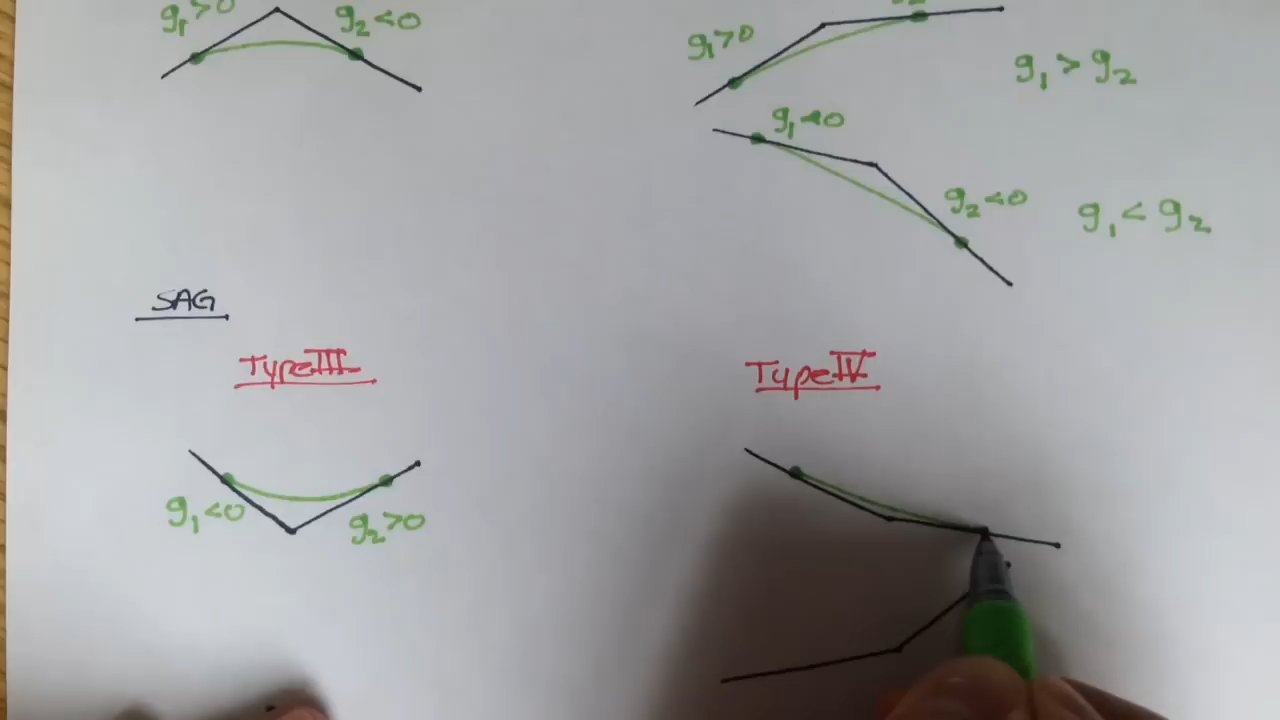 g₁>0
g₂<0
g₁>0
g₁ > g₂
g₁<0
g₂<0
g₁ < g₂
SAG
Type III
Type IV
g₁<0
g₂>0